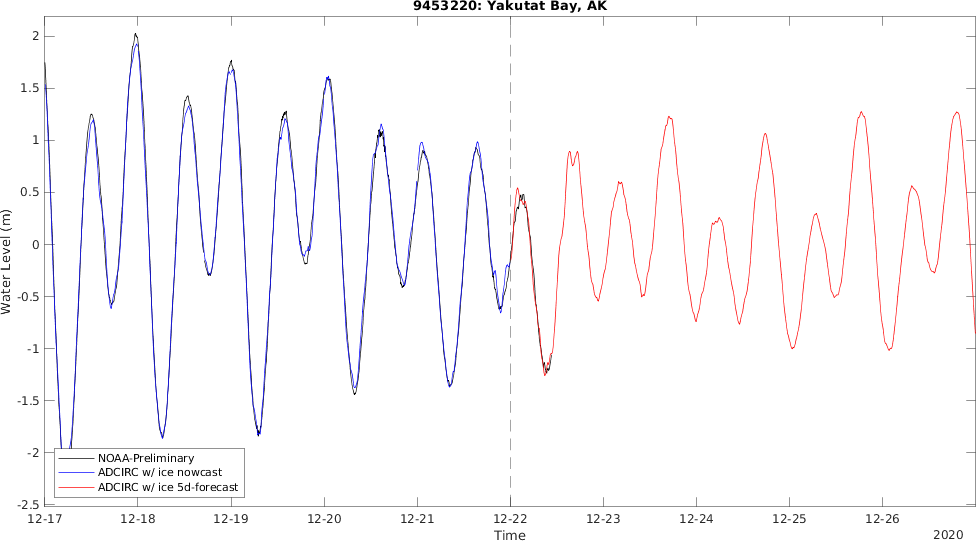 9453220: Yakutat Bay, AK
Water Level (m)
2
1.5
1
0.5
0
-0.5
-1
-1.5
-2
-2.5
NOAA-Preliminary
ADCIRC w/ ice nowcast
ADCIRC w/ ice 5d-forecast
12-17 12-18 12-19 12-20 12-21 12-22 12-23 12-24 12-25 12-26
Time
2020